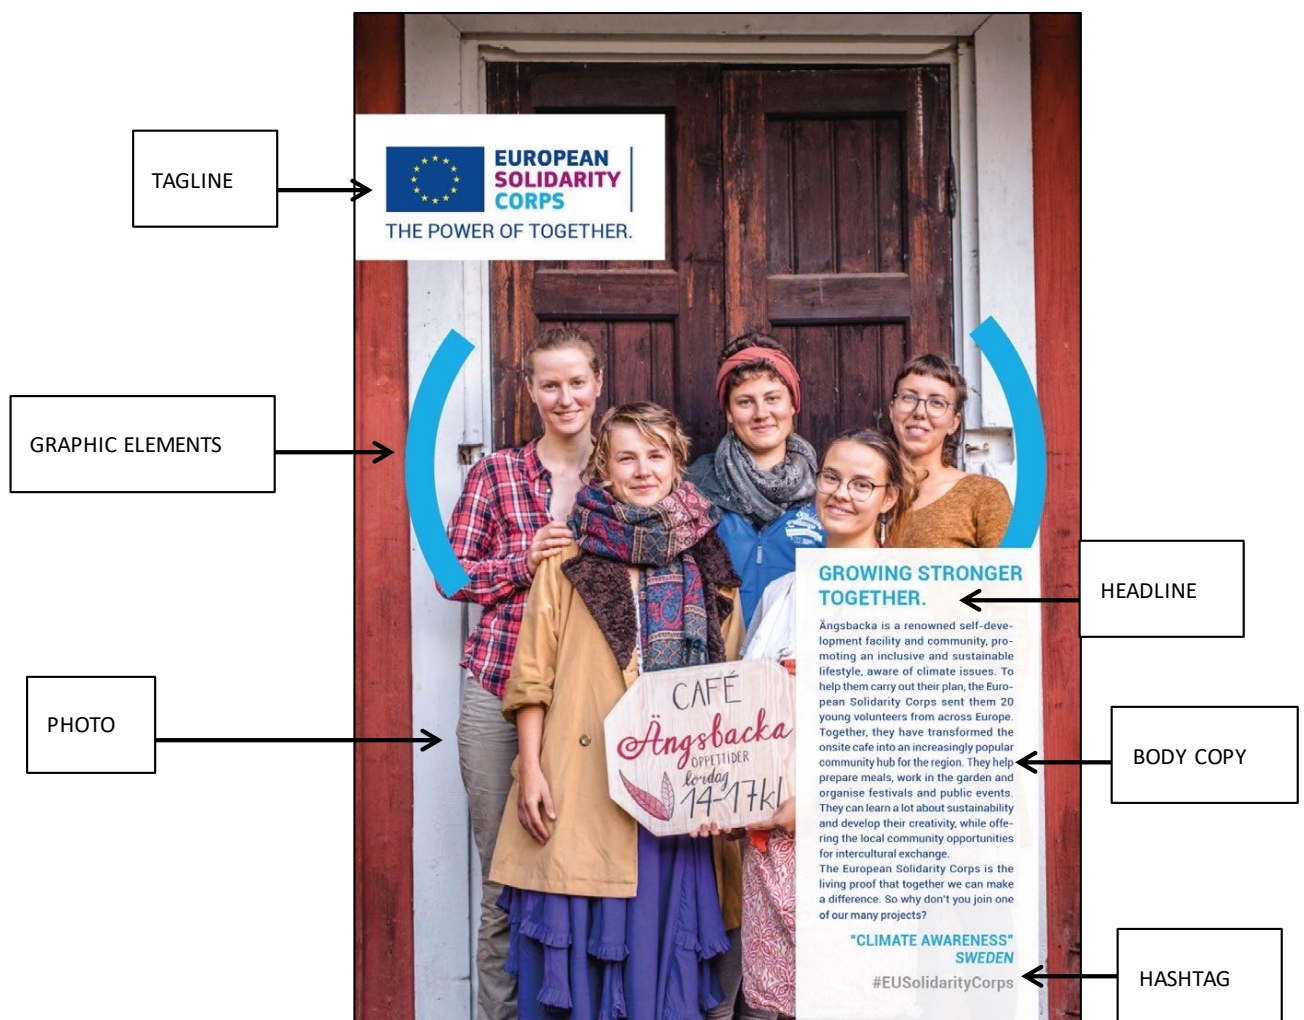 TAGLINE
EUROPEAN
SOLIDARITY
CORPS
THE POWER OF TOGETHER.
GRAPHIC ELEMENTS
PHOTO
CAFÉ
Ängsbacka
ÖPPETTIDER
lördag
14-17kl
GROWING STRONGER
TOGETHER.
Ängsbacka is a renowned self-deve-
lopment facility and community, pro-
moting an inclusive and sustainable
lifestyle, aware of climate issues. To
help them carry out their plan, the Euro-
pean Solidarity Corps sent them 20
young volunteers from across Europe.
Together, they have transformed the
onsite cafe into an increasingly popular
community hub for the region. They help
prepare meals, work in the garden and
organise festivals and public events.
They can learn a lot about sustainability
and develop their creativity, while offe-
ring the local community opportunities
for intercultural exchange.
The European Solidarity Corps is the
living proof that together we can make
a difference. So why don't you join one
of our many projects?
"CLIMATE AWARENESS"
SWEDEN
#EUSolidarityCorps
HEADLINE
BODY COPY
HASHTAG